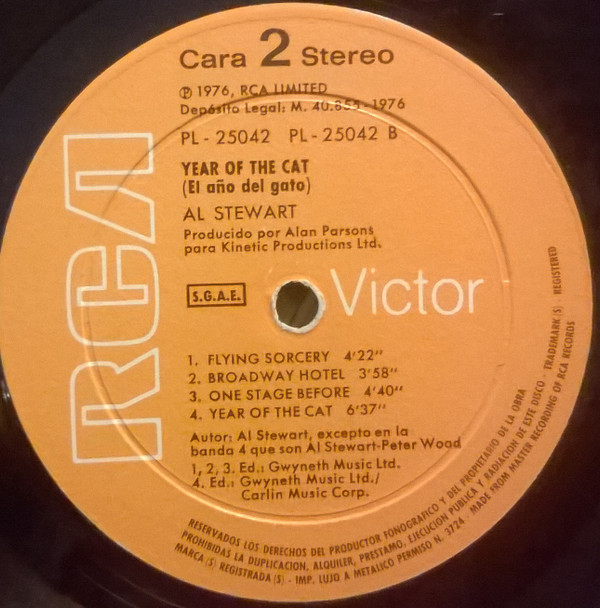 Cara 2 Stereo
℗ 1976, RCA LIMITED
Depósito Legal: M. -1976
PL - 25042 PL - 25042 B
YEAR OF THE CAT
(El año del gato)
AL STEWART
Producido por Alan Parsons
para Kinetic Productions Ltd.
S.G.A.E.
RCA
Victor
1. FLYING SORCERY 4'22"
2. BROADWAY HOTEL 3'58"
3. ONE STAGE BEFORE 4'40"
4. YEAR OF THE CAT 6'37"
Autor: Al Stewart, excepto en la
banda 4 que son Al Stewart-Peter Wood
1, 2, 3. Ed.: Gwyneth Music Ltd.
4. Ed.: Gwyneth Music Ltd./
Carlin Music Corp.
RESERVADOS LOS DERECHOS DEL PRODUCTOR FONOGRAFICO Y DEL PROPIETARIO DE LA OBRA
PROHIBIDAS LA DUPLICACION, ALQUILER, PRESTAMO, EJECUCION PUBLICA Y RADIACION DE ESTE DISCO - TRADEMARK (S) - REGISTERED
MARCA (S) REGISTRADA (S) - IMP. LUJO A METALICO PERMISO N. 3724 - MADE FROM MASTER RECORDING OF RCA RECORDS